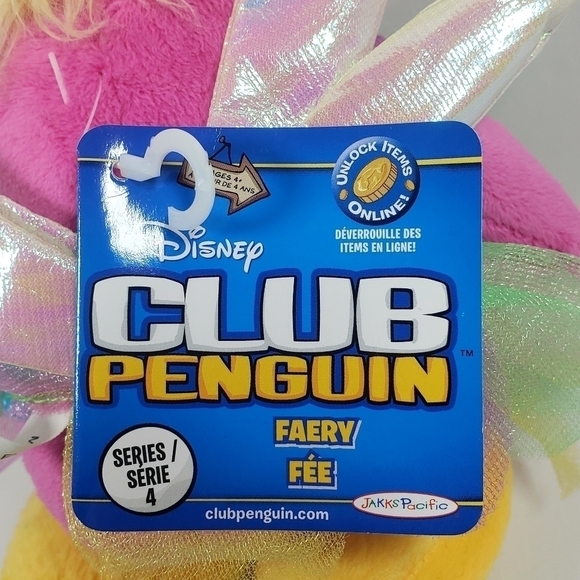 AGES 4+
DE 4 ANS
UNLOCK ITEMS
ONLINE!
DÉVERROUILLE DES
ITEMS EN LIGNE!
Disney
CLUB
PENGUIN
TM
FAERY
FÉE
SERIES /
SÉRIE
4
JAKKS Pacific
clubpenguin.com